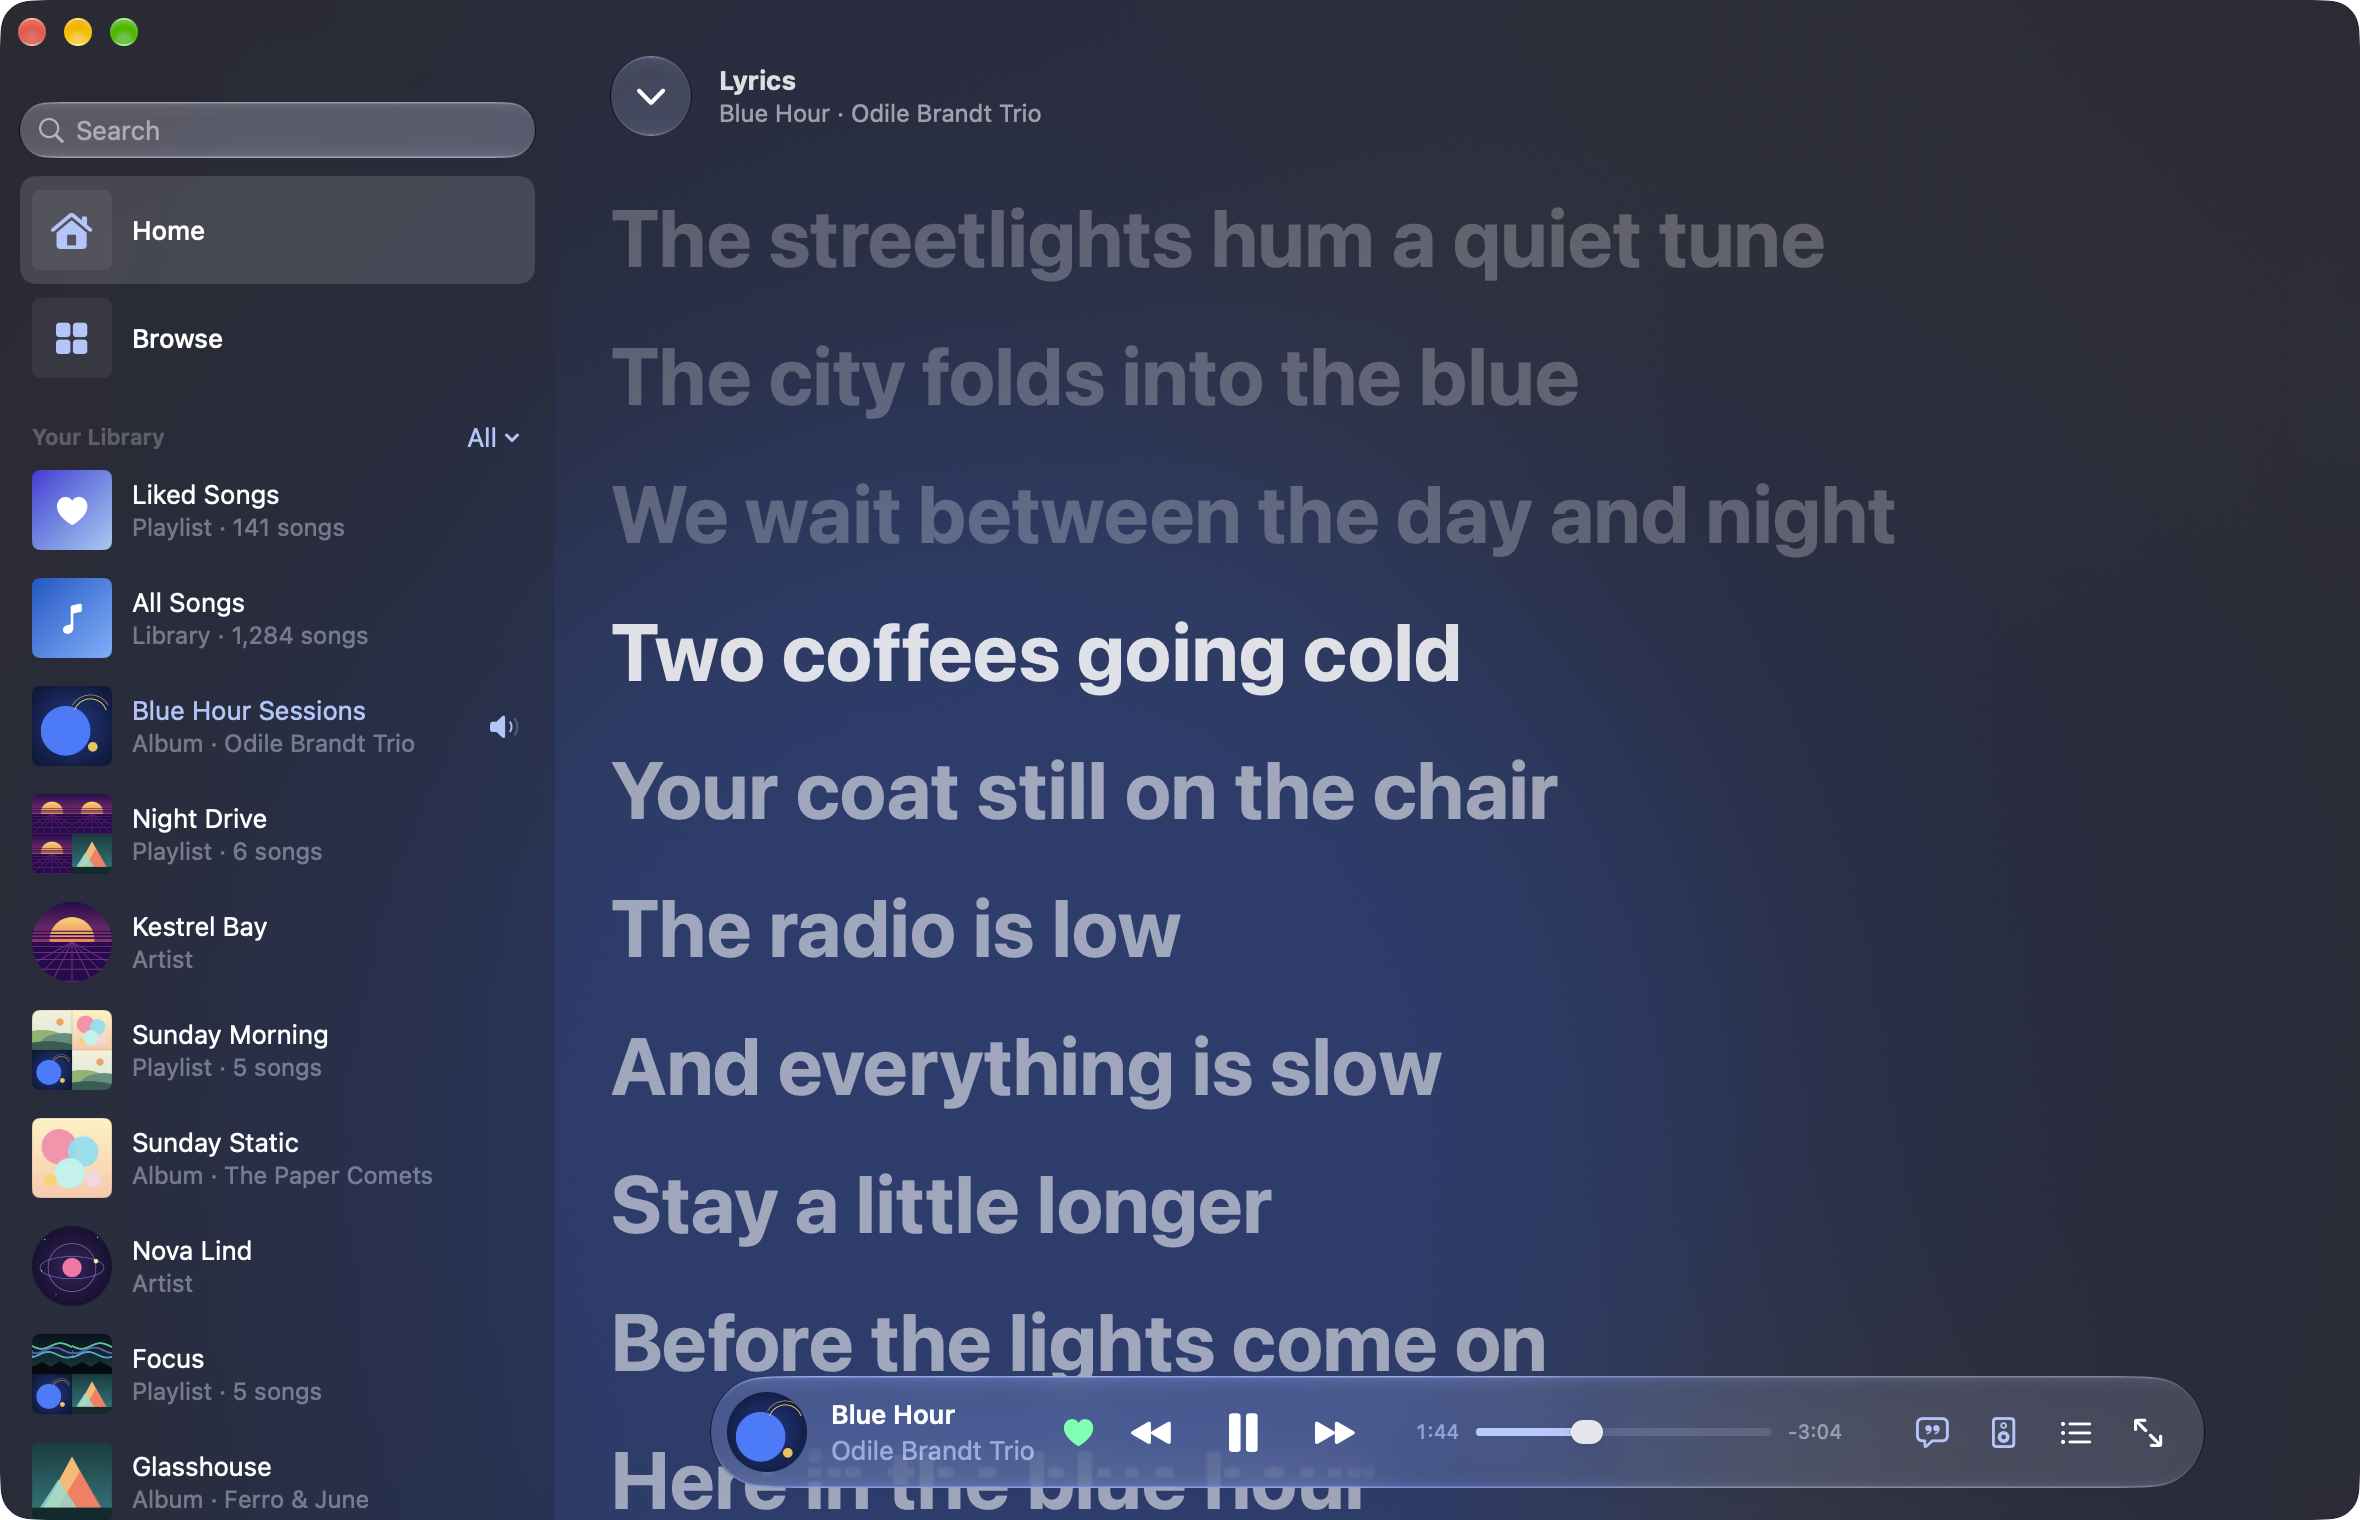 Search
Home
Browse
Your Library
All
Liked Songs
Playlist · 141 songs
All Songs
Library · 1,284 songs
Blue Hour Sessions
Album · Odile Brandt Trio
Night Drive
Playlist · 6 songs
Kestrel Bay
Artist
Sunday Morning
Playlist · 5 songs
Sunday Static
Album · The Paper Comets
Nova Lind
Artist
Focus
Playlist · 5 songs
Glasshouse
Album · Ferro & June
Lyrics
Blue Hour · Odile Brandt Trio
The streetlights hum a quiet tune
The city folds into the blue
We wait between the day and night
Two coffees going cold
Your coat still on the chair
The radio is low
And everything is slow
Stay a little longer
Before the lights come on
Here in the blue hour
Blue Hour
Odile Brandt Trio
1:44
-3:04